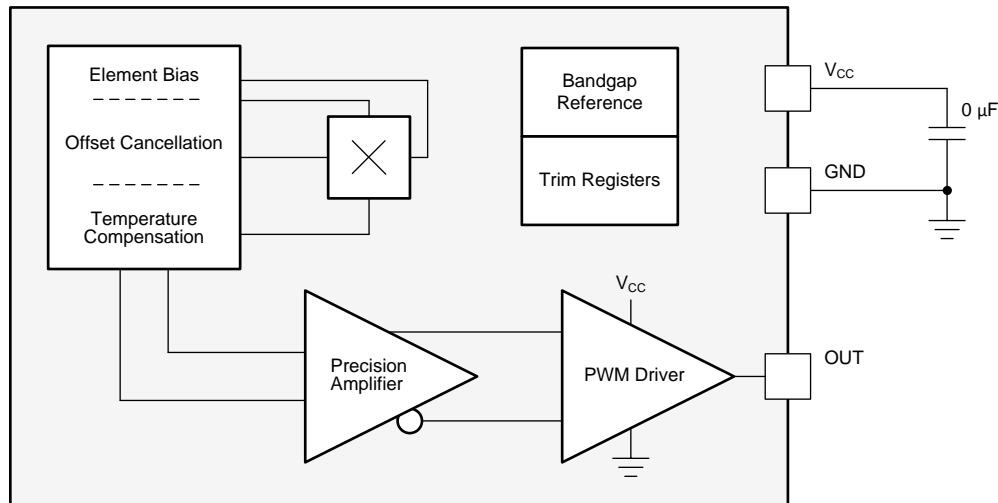 Element Bias
Offset Cancellation
Temperature
Compensation
Bandgap
Reference
Trim Registers
VCC
0 µF
GND
Precision
Amplifier
VCC
PWM Driver
OUT